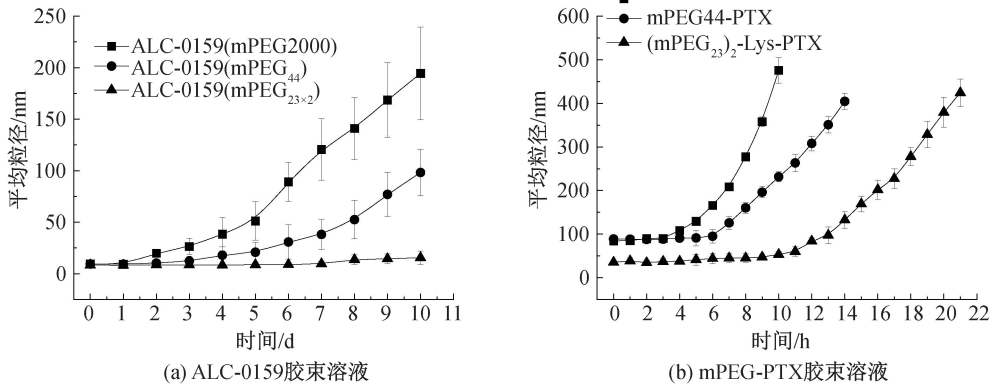 250
200
150
100
50
0
平均粒径/nm
ALC-0159(mPEG2000)
ALC-0159(mPEG₄₄)
ALC-0159(mPEG₂₃ₓ₂)
0 1 2 3 4 5 6 7 8 9 10 11
时间/d
(a) ALC-0159胶束溶液
600
500
400
300
200
100
0
平均粒径/nm
mPEG44-PTX
(mPEG₂₃)₂-Lys-PTX
0 2 4 6 8 10 12 14 16 18 20 22
时间/h
(b) mPEG-PTX胶束溶液